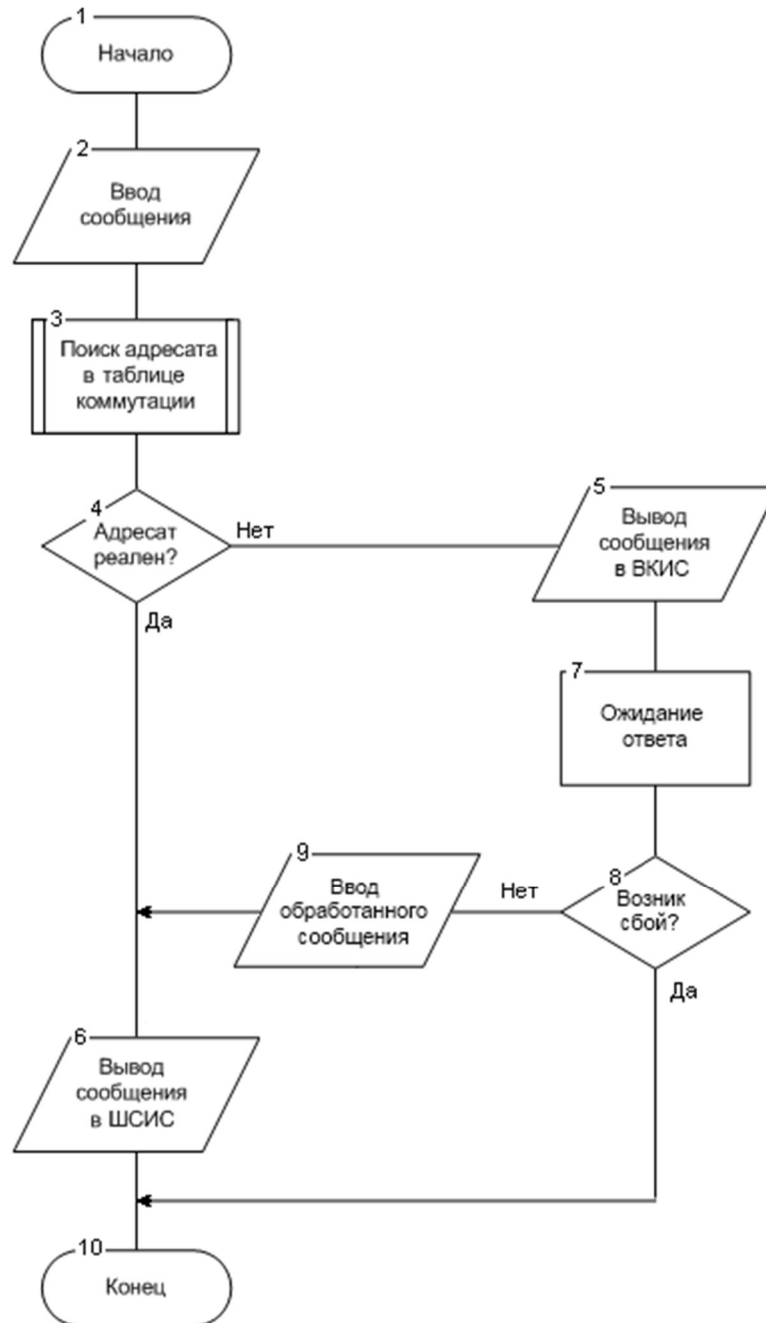 1
Начало
2
Ввод
сообщения
3
Поиск адресата
в таблице
коммутации
4
Адресат
реален?
Нет
Да
5
Вывод
сообщения
в ВКИС
7
Ожидание
ответа
8
Возник
сбой?
Нет
Да
9
Ввод
обработанного
сообщения
6
Вывод
сообщения
в ШСИС
10
Конец